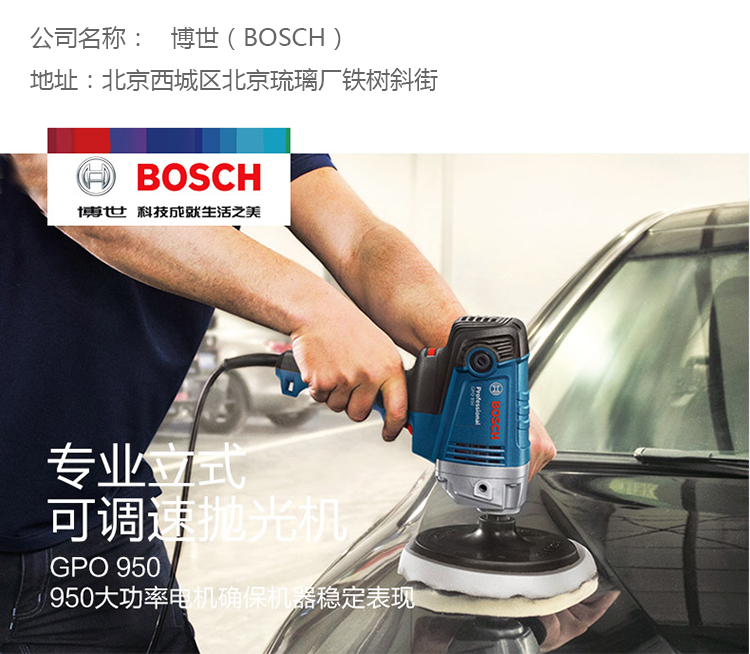 公司名称： 博世（BOSCH）
地址：北京西城区北京琉璃厂铁树斜街
BOSCH
博世 科技成就生活之美
BOSCH
Professional
GPO 950
专业立式
可调速抛光机
GPO 950
950大功率电机确保机器稳定表现